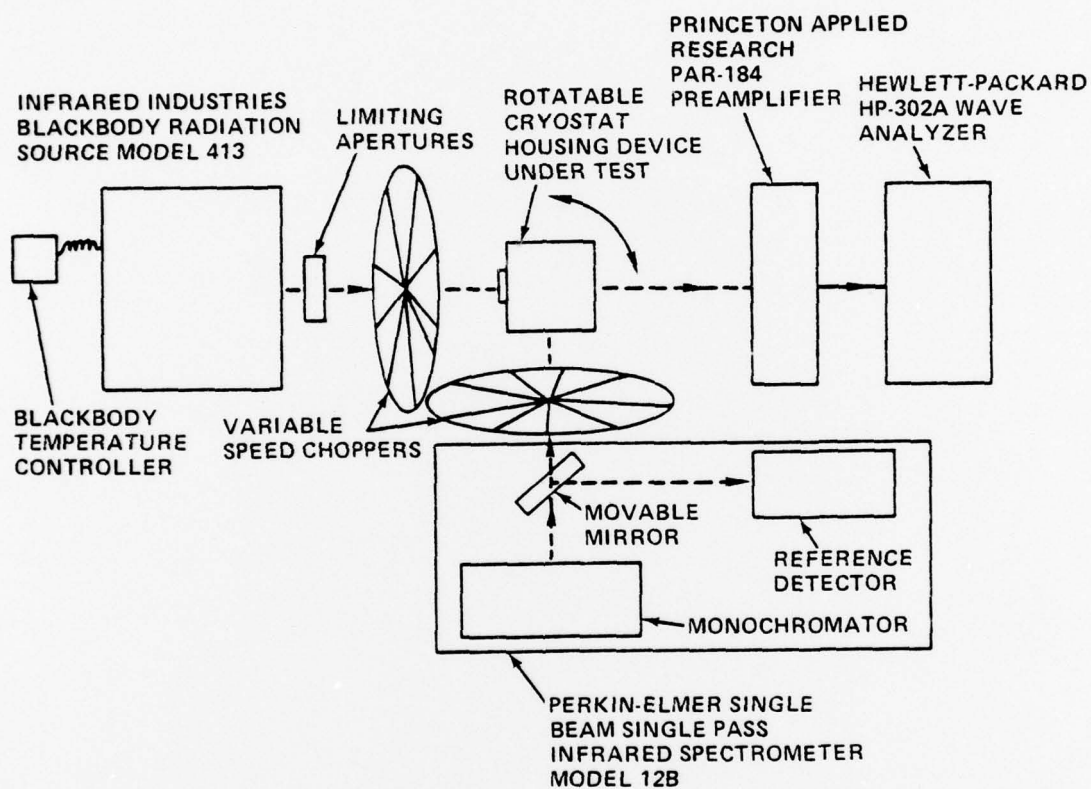 PRINCETON APPLIED
RESEARCH
PAR-184
PREAMPLIFIER
HEWLETT-PACKARD
HP-302A WAVE
ANALYZER
INFRARED INDUSTRIES
BLACKBODY RADIATION
SOURCE MODEL 413
LIMITING
APERTURES
ROTATABLE
CRYOSTAT
HOUSING DEVICE
UNDER TEST
BLACKBODY
TEMPERATURE
CONTROLLER
VARIABLE
SPEED CHOPPERS
MOVABLE
MIRROR
REFERENCE
DETECTOR
MONOCHROMATOR
PERKIN-ELMER SINGLE
BEAM SINGLE PASS
INFRARED SPECTROMETER
MODEL 12B